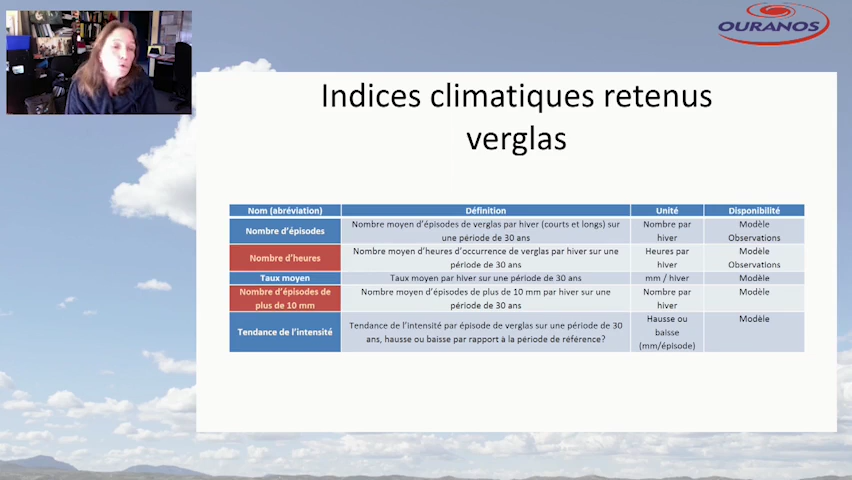 OURANOS
Indices climatiques retenus
verglas
Nom (abréviation) Définition Unité Disponibilité
Nombre d'épisodes
Nombre moyen d'épisodes de verglas par hiver (courts et longs) sur
une période de 30 ans
Nombre par
hiver
Modèle
Observations
Nombre d'heures
Nombre moyen d'heures d'occurrence de verglas par hiver sur une
période de 30 ans
Heures par
hiver
Modèle
Observations
Taux moyen
Taux moyen par hiver sur une période de 30 ans
mm / hiver
Modèle
Nombre d'épisodes de
plus de 10 mm
Nombre moyen d'épisodes de plus de 10 mm par hiver sur une
période de 30 ans
Nombre par
hiver
Modèle
Tendance de l'intensité
Tendance de l'intensité par épisode de verglas sur une période de 30
ans, hausse ou baisse par rapport à la période de référence?
Hausse ou
baisse
(mm/épisode)
Modèle